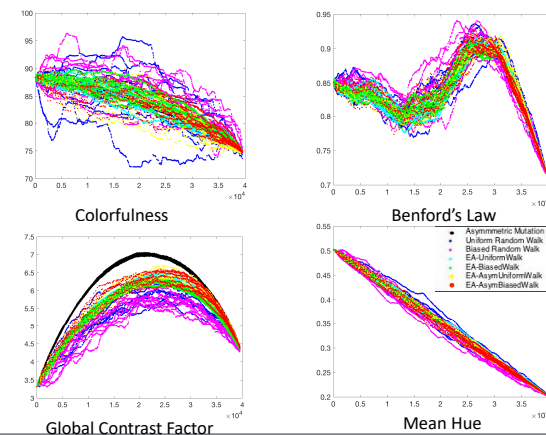 100
95
90
85
80
75
70
0 0.5 1 1.5 2 2.5 3 3.5 4
×10⁴
Colorfulness
0.95
0.9
0.85
0.8
0.75
0.7
0 0.5 1 1.5 2 2.5 3
×10
Benford's Law
7.5
7
6.5
6
5.5
5
4.5
4
3.5
3
0 0.5 1 1.5 2 2.5 3 3.5 4
×10⁴
Global Contrast Factor
0.55
0.5
0.45
0.4
0.35
0.3
0.25
0.2
0 0.5 1 1.5 2 2.5 3
×10
Asymmmetric Mutation
Uniform Random Walk
Biased Random Walk
EA-UniformWalk
EA-BiasedWalk
EA-AsymUniformWalk
EA-AsymBiasedWalk
Mean Hue